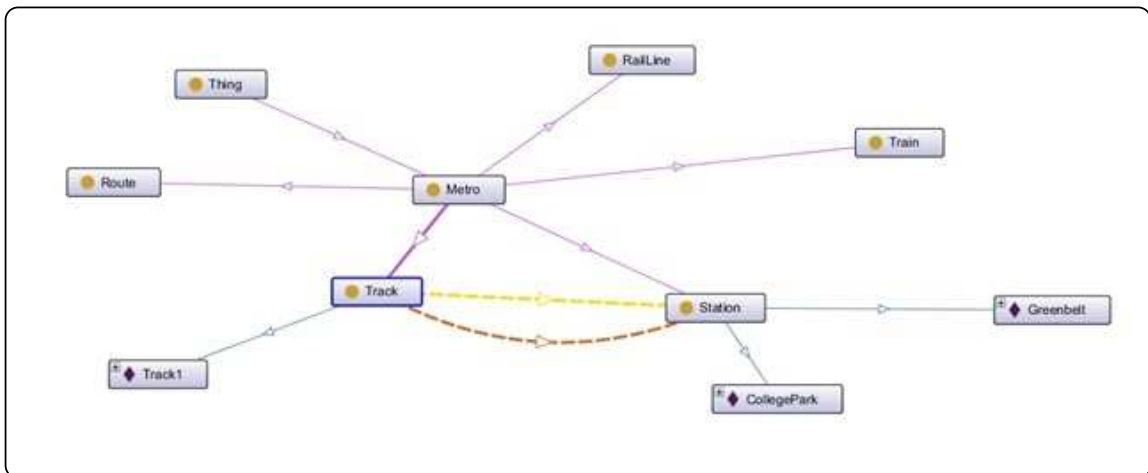 RailLine
Thing
Train
Route
Metro
Track
Station
Greenbelt
Track1
CollegePark